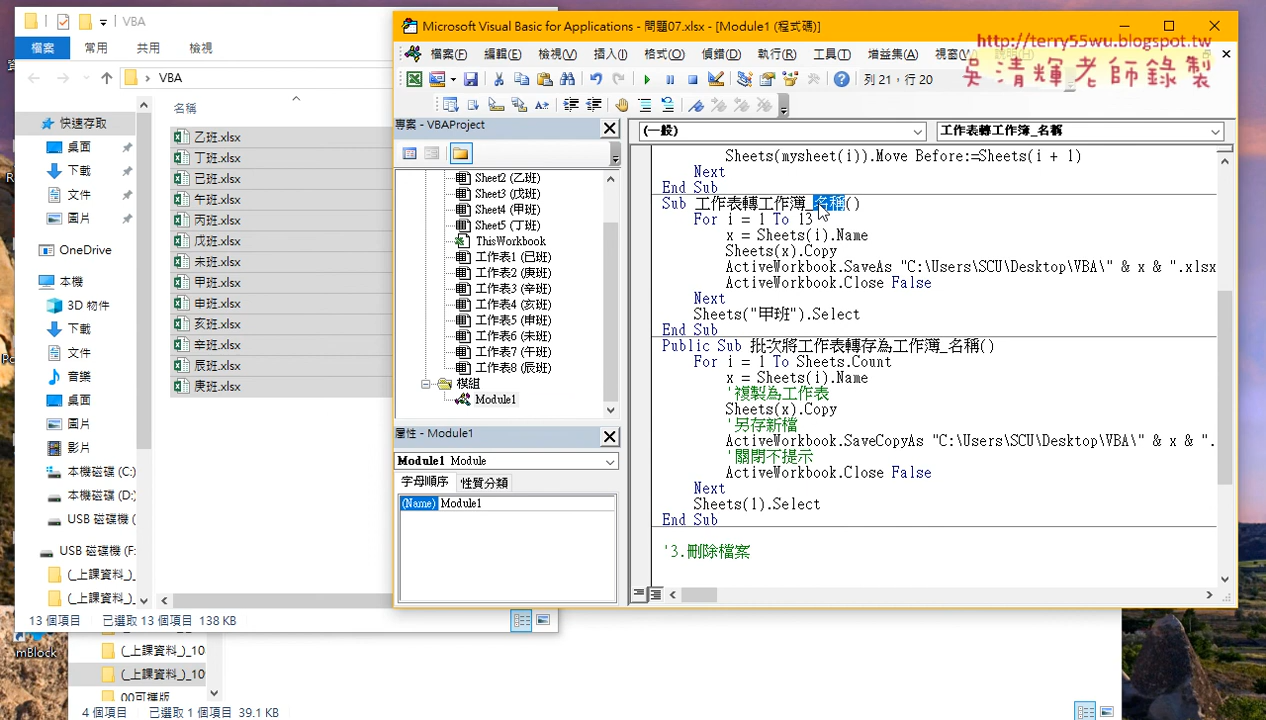 VBA
檔案 常用 共用 檢視
VBA
名稱
快速存取
桌面
下載
文件
圖片
OneDrive
本機
3D 物件
下載
文件
音樂
桌面
圖片
影片
本機磁碟 (C:)
本機磁碟 (D:)
USB 磁碟機 (
USB 磁碟機 (F:
(_上課資料_)_
(_上課資料_)_
乙班.xlsx
丁班.xlsx
己班.xlsx
午班.xlsx
丙班.xlsx
戊班.xlsx
未班.xlsx
甲班.xlsx
申班.xlsx
亥班.xlsx
辛班.xlsx
辰班.xlsx
庚班.xlsx
13 個項目 已選取 13 個項目 138 KB
mBlock
(_上課資料_)_10
(_上課資料_)_10
00可攜版
4 個項目 已選取 1 個項目 39.1 KB
Microsoft Visual Basic for Applications - 問題07.xlsx - [Module1 (程式碼)]
http://terry55wu.blogspot.tw
吳清輝老師錄製
檔案(F) 編輯(E) 檢視(V) 插入(I) 格式(O) 偵錯(D) 執行(R) 工具(T) 增益集(A) 視窗(W)
列 21，行 20
專案 - VBAProject
Sheet2 (乙班)
Sheet3 (戊班)
Sheet4 (甲班)
Sheet5 (丁班)
ThisWorkbook
工作表1 (己班)
工作表2 (庚班)
工作表3 (辛班)
工作表4 (亥班)
工作表5 (申班)
工作表6 (未班)
工作表7 (午班)
工作表8 (辰班)
模組
Module1
屬性 - Module1
Module1 Module
字母順序 性質分類
(Name) Module1
(一般) 工作表轉工作簿_名稱
Sheets(mysheet(i)).Move Before:=Sheets(i + 1)
Next
End Sub
Sub 工作表轉工作簿_名稱()
For i = 1 To 13
x = Sheets(i).Name
Sheets(x).Copy
ActiveWorkbook.SaveAs "C:\Users\SCU\Desktop\VBA\" & x & ".xlsx
ActiveWorkbook.Close False
Next
Sheets("甲班").Select
End Sub
Public Sub 批次將工作表轉存為工作簿_名稱()
For i = 1 To Sheets.Count
x = Sheets(i).Name
'複製為工作表
Sheets(x).Copy
'另存新檔
ActiveWorkbook.SaveCopyAs "C:\Users\SCU\Desktop\VBA\" & x & ".
'關閉不提示
ActiveWorkbook.Close False
Next
Sheets(1).Select
End Sub
'3.刪除檔案